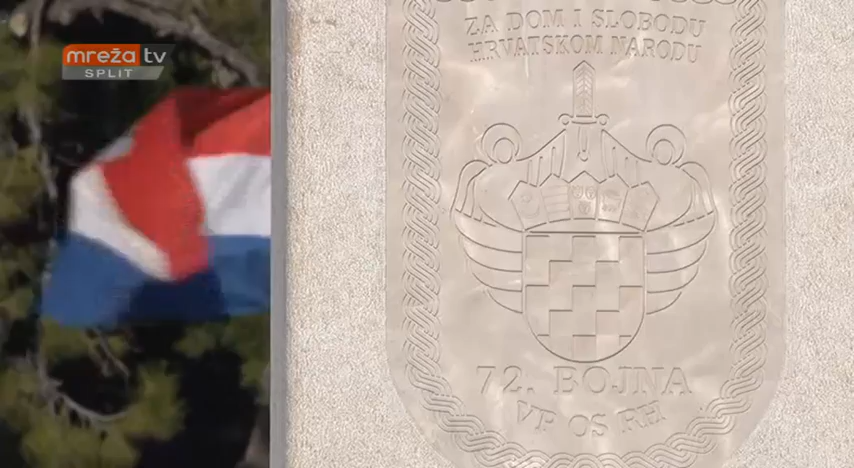 mreža tv
SPLIT
ZA DOM I SLOBODU
HRVATSKOM NARODU
72. BOJNA
VP OS RH